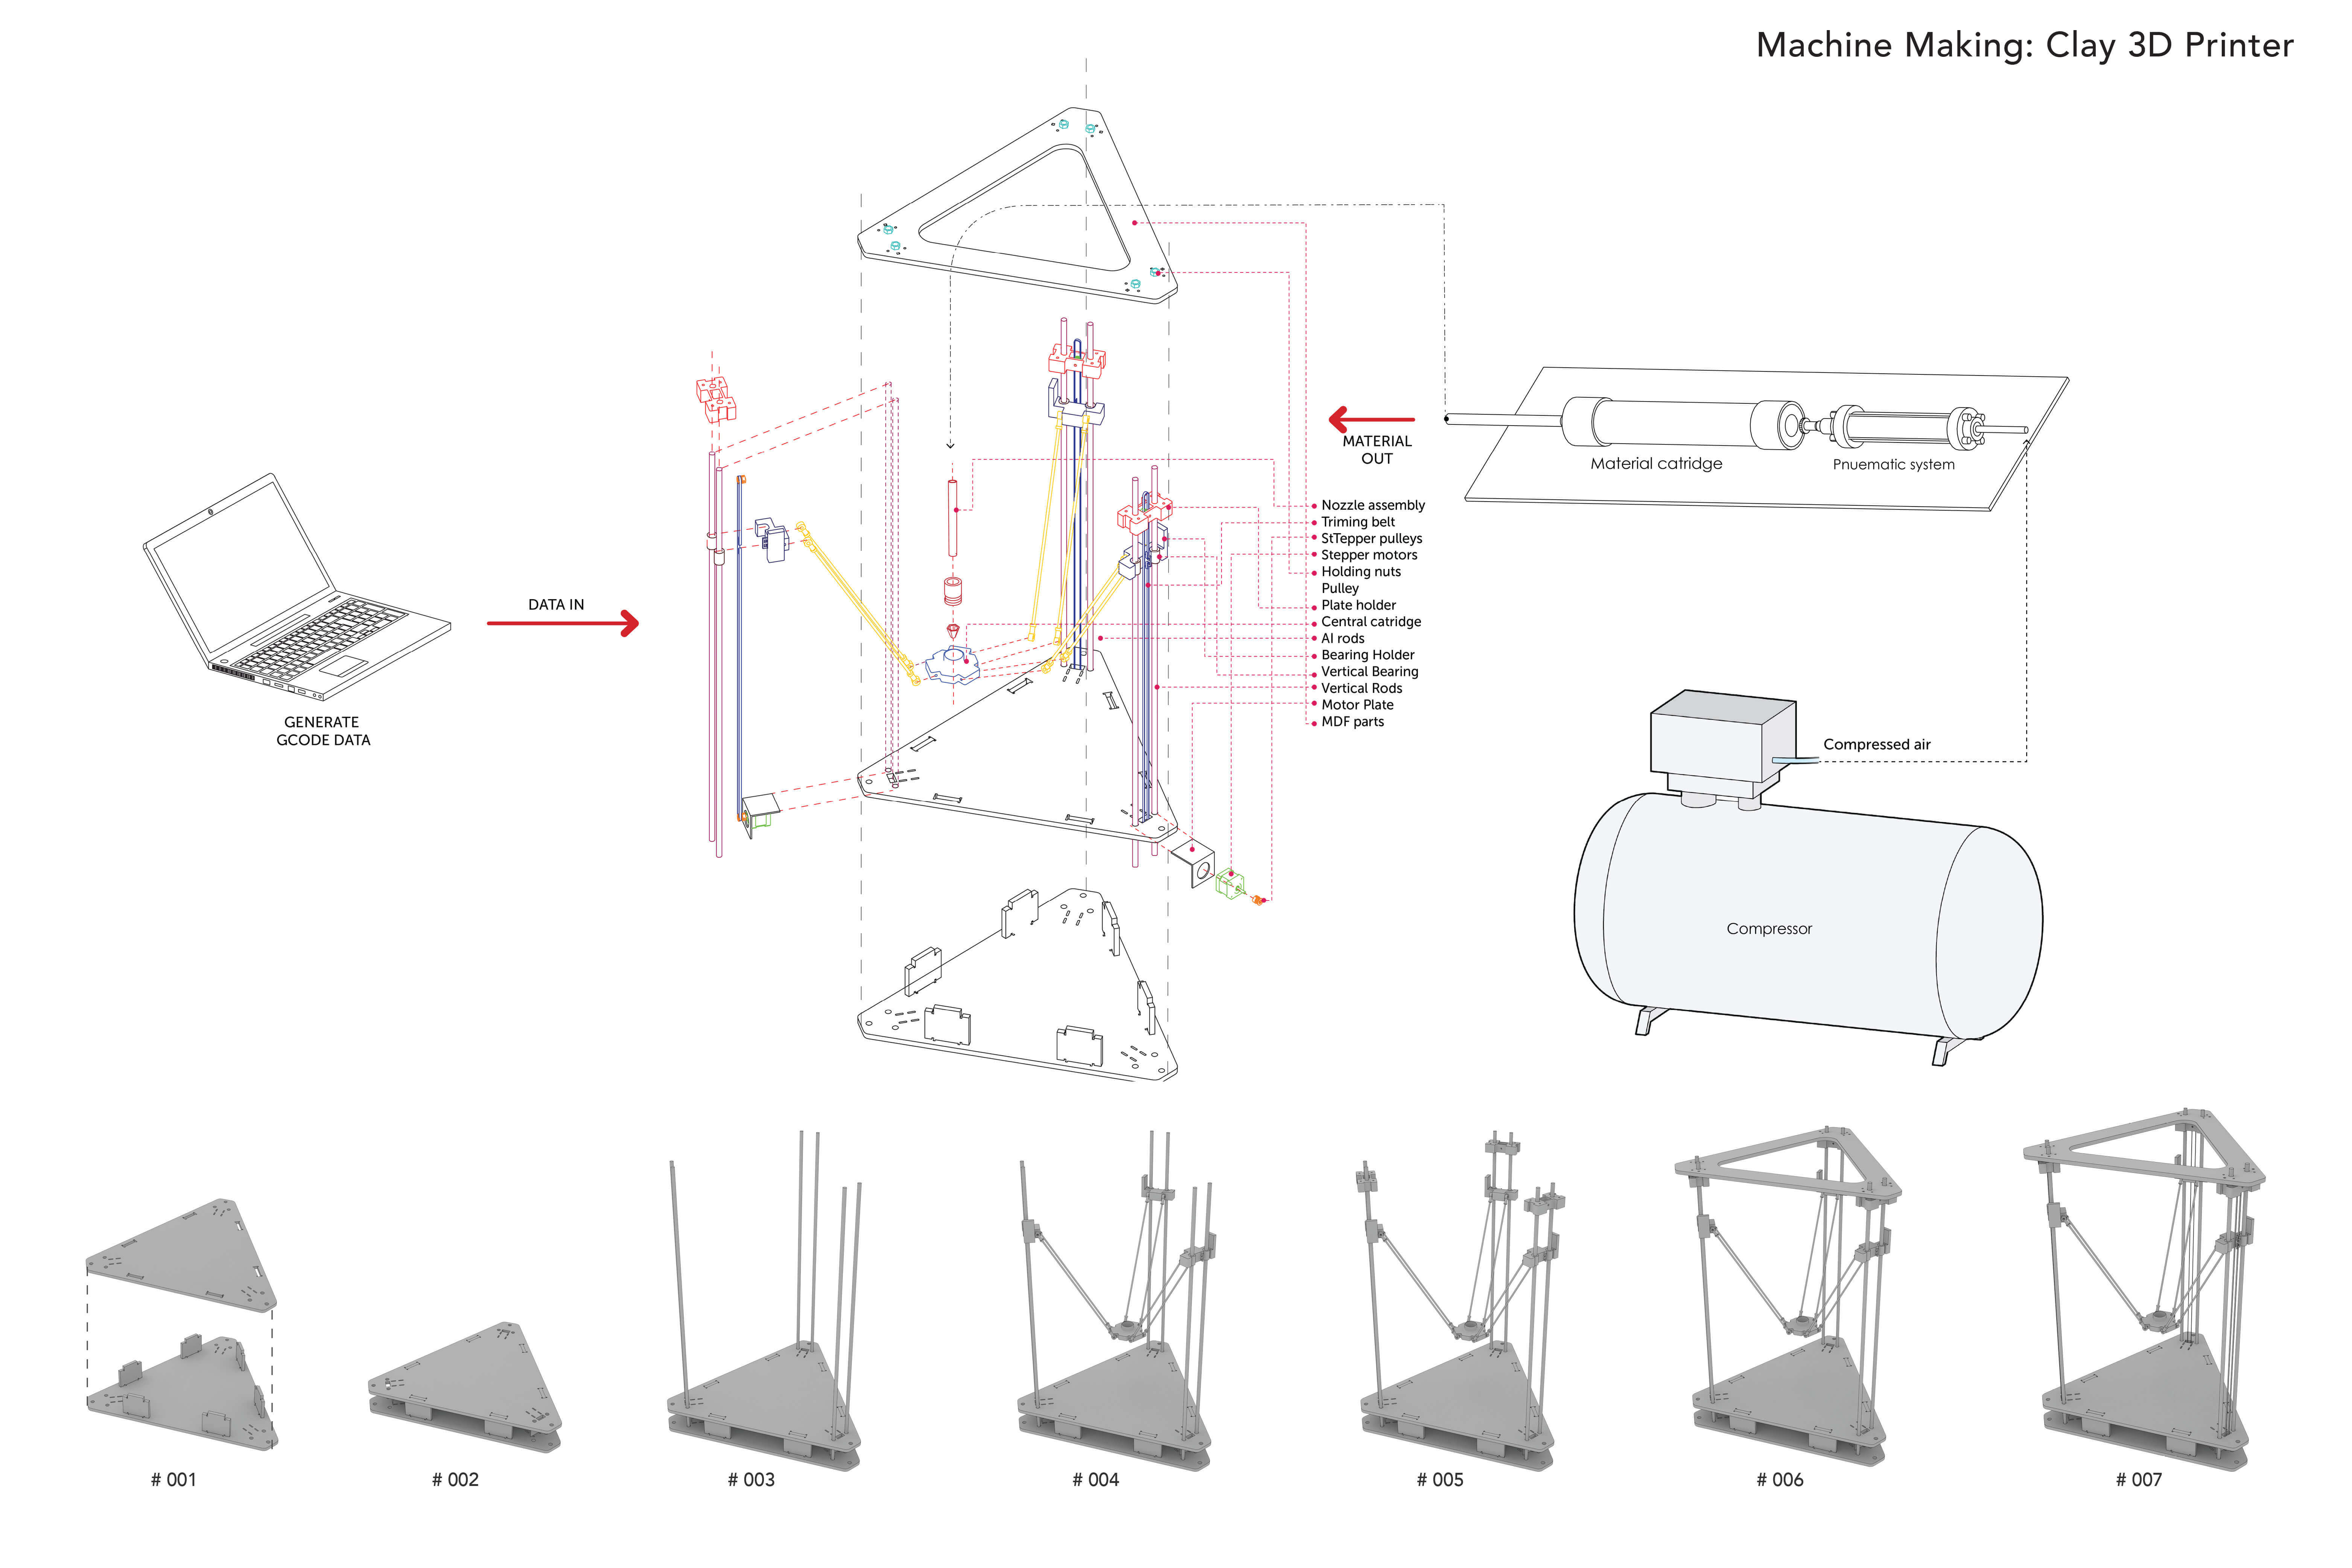 Machine Making: Clay 3D Printer
MATERIAL
OUT
Material catridge
Pnuematic system
Nozzle assembly
Triming belt
StTepper pulleys
Stepper motors
Holding nuts
Pulley
Plate holder
Central catridge
Al rods
Bearing Holder
Vertical Bearing
Vertical Rods
Motor Plate
MDF parts
DATA IN
GENERATE
GCODE DATA
Compressed air
Compressor
# 001
# 002
# 003
# 004
# 005
# 006
# 007